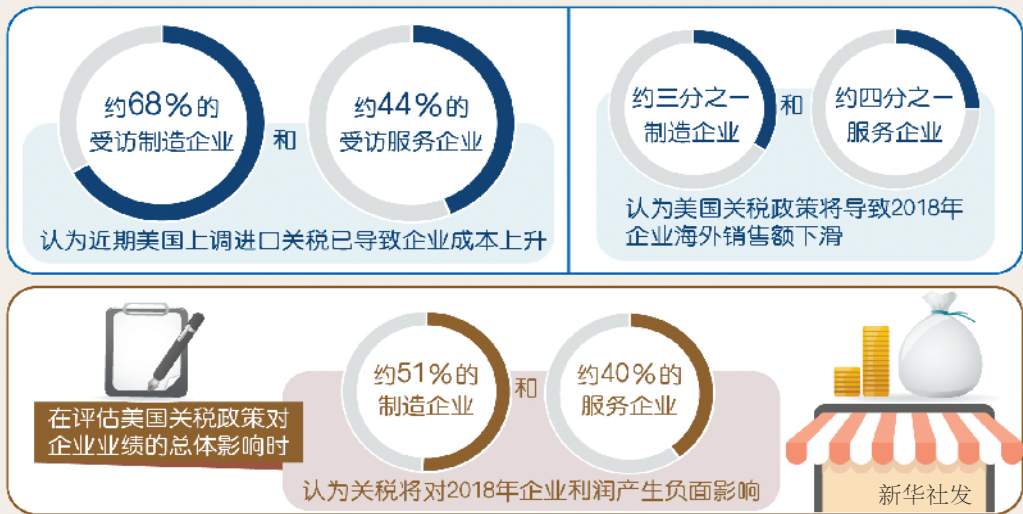 约68%的
受访制造企业
和
约44%的
受访服务企业
认为近期美国上调进口关税已导致企业成本上升
约三分之一
制造企业
和
约四分之一
服务企业
认为美国关税政策将导致2018年
企业海外销售额下滑
在评估美国关税政策对
企业业绩的总体影响时
约51%的
制造企业
和
约40%的
服务企业
认为关税将对2018年企业利润产生负面影响
新华社发